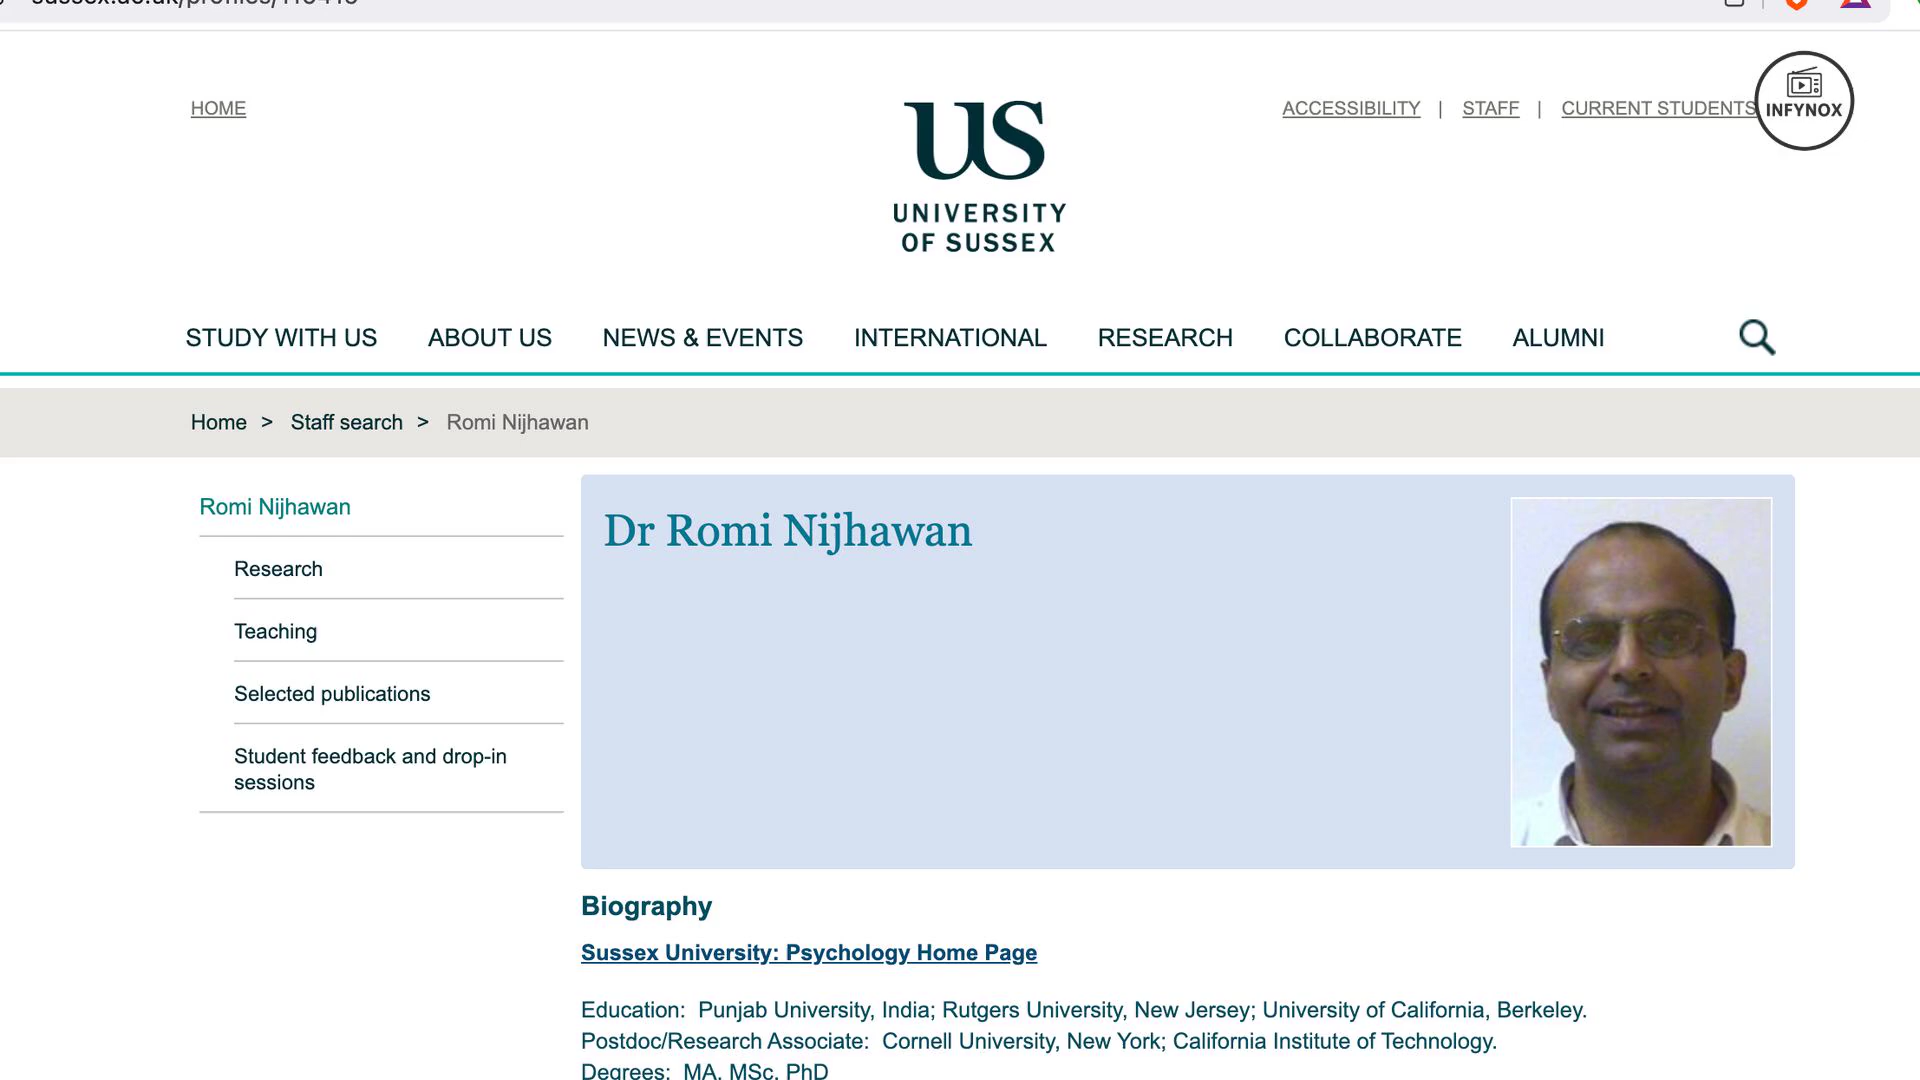 HOME
us
UNIVERSITY
OF SUSSEX
ACCESSIBILITY | STAFF | CURRENT STUDENTS
INFYNOX
STUDY WITH US ABOUT US NEWS & EVENTS INTERNATIONAL RESEARCH COLLABORATE ALUMNI
Home > Staff search > Romi Nijhawan
Romi Nijhawan
Research
Teaching
Selected publications
Student feedback and drop-in
sessions
Dr Romi Nijhawan
Biography
Sussex University: Psychology Home Page
Education: Punjab University, India; Rutgers University, New Jersey; University of California, Berkeley.
Postdoc/Research Associate: Cornell University, New York; California Institute of Technology.
Degrees: MA, MSc, PhD